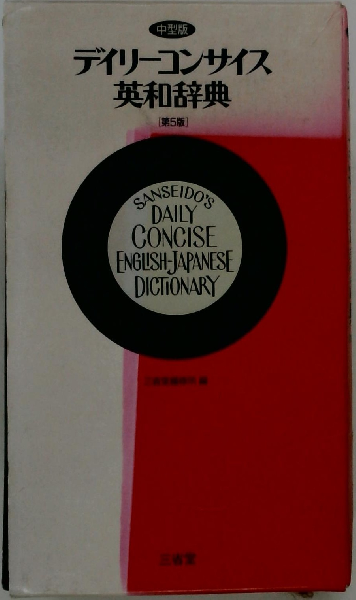 中型版
デイリーコンサイス
英和辞典
[第5版]
SANSEIDO'S
DAILY
CONCISE
ENGLISH-JAPANESE
DICTIONARY
三省堂編修所 編
三省堂